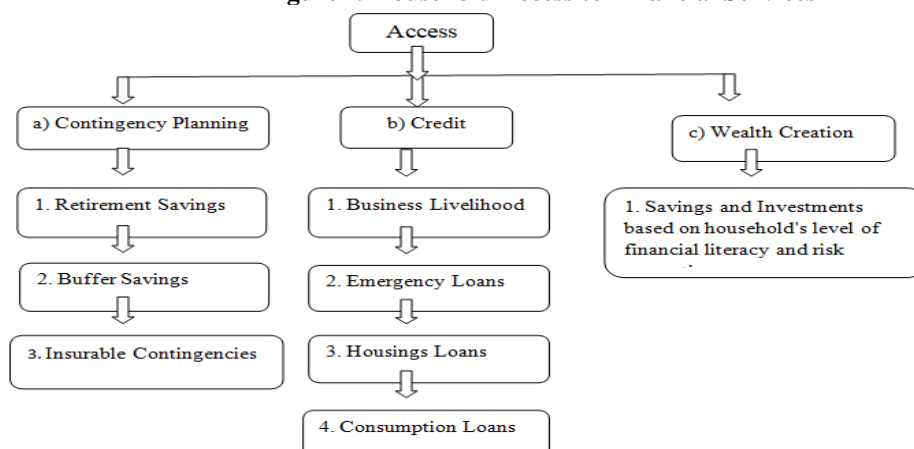 Access
a) Contingency Planning
b) Credit
c) Wealth Creation
1. Retirement Savings
2. Buffer Savings
3. Insurable Contingencies
1. Business Livelihood
2. Emergency Loans
3. Housings Loans
4. Consumption Loans
1. Savings and Investments
based on household's level of
financial literacy and risk